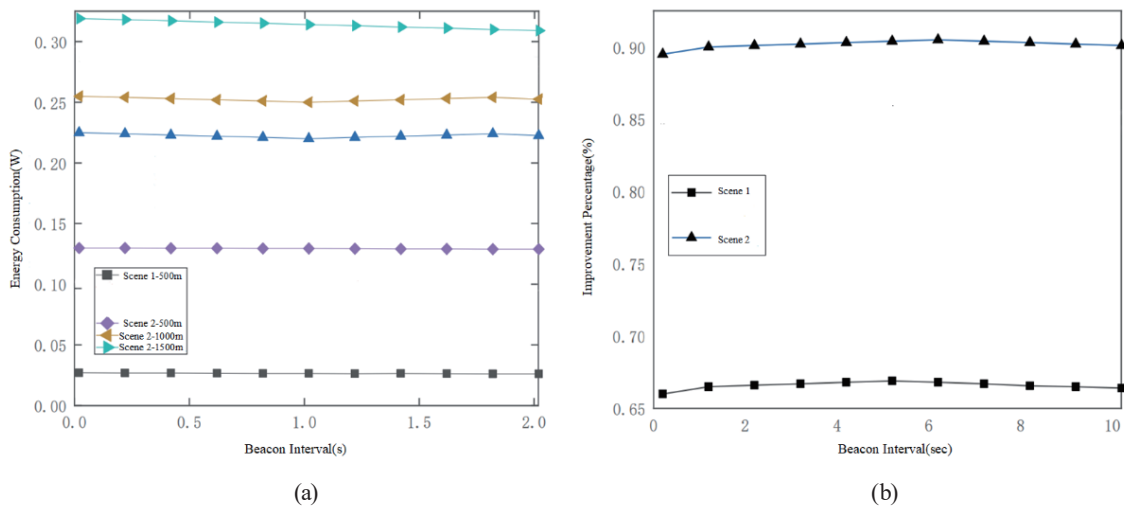 0.30
0.25
0.20
0.15
0.10
0.05
0.00
Energy Consumption(W)
Scene 1-500m
Scene 2-500m
Scene 2-1000m
Scene 2-1500m
0.0 0.5 1.0 1.5 2.0
Beacon Interval(s)
(a)
0.90
0.85
0.80
0.75
0.70
0.65
Improvement Percentage(%)
Scene 1
Scene 2
0 2 4 6 8 10
Beacon Interval(sec)
(b)